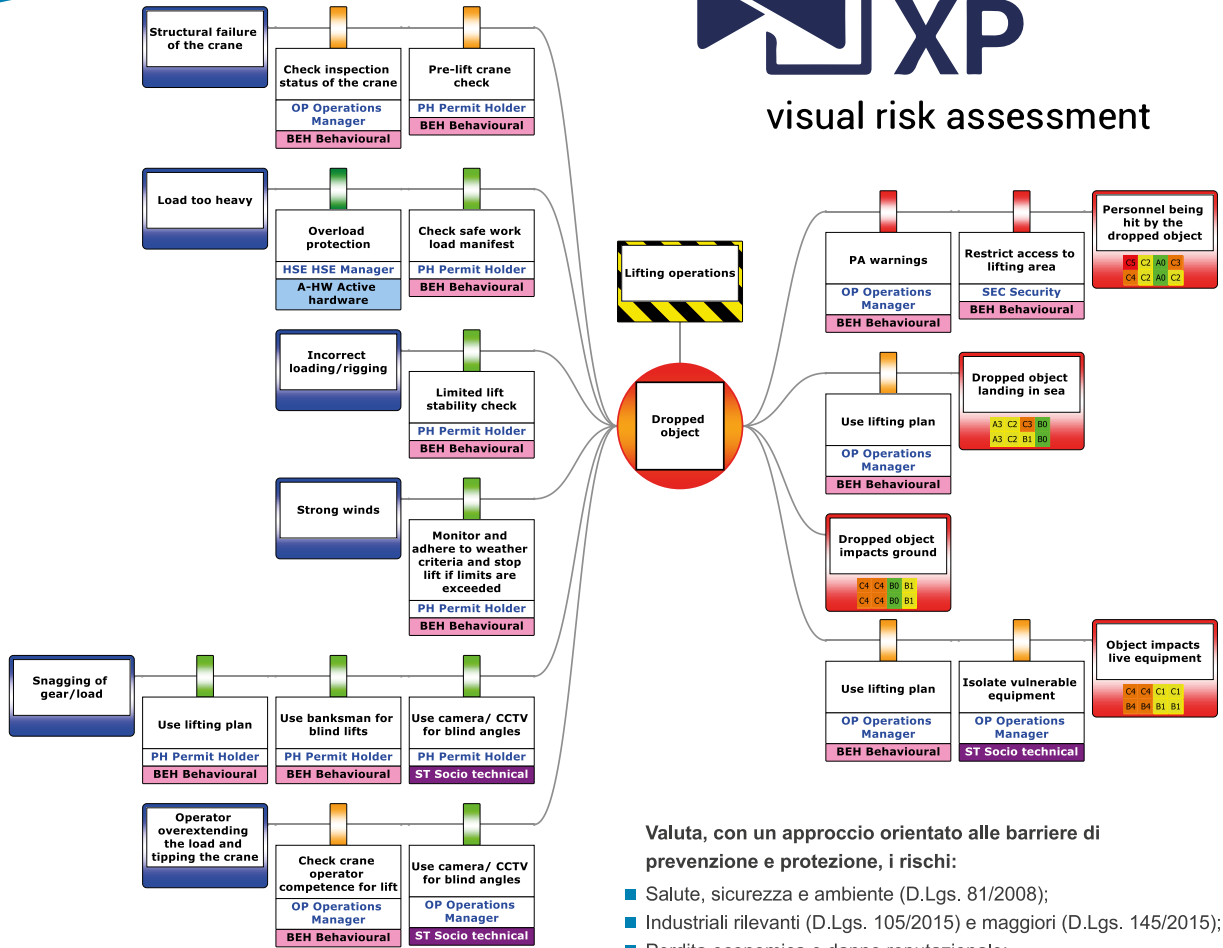 XP
visual risk assessment
Structural failure
of the crane
Check inspection
status of the crane
OP Operations
Manager
BEH Behavioural
Pre-lift crane
check
PH Permit Holder
BEH Behavioural
Load too heavy
Overload
protection
HSE HSE Manager
A-HW Active
hardware
Check safe work
load manifest
PH Permit Holder
BEH Behavioural
Incorrect
loading/rigging
Limited lift
stability check
PH Permit Holder
BEH Behavioural
Strong winds
Monitor and
adhere to weather
criteria and stop
lift if limits are
exceeded
PH Permit Holder
BEH Behavioural
Snagging of
gear/load
Use lifting plan
PH Permit Holder
BEH Behavioural
Use banksman for
blind lifts
PH Permit Holder
BEH Behavioural
Use camera/ CCTV
for blind angles
PH Permit Holder
ST Socio technical
Operator
overextending
the load and
tipping the crane
Check crane
operator
competence for lift
OP Operations
Manager
BEH Behavioural
Use camera/ CCTV
for blind angles
OP Operations
Manager
ST Socio technical
Lifting operations
Dropped
object
PA warnings
OP Operations
Manager
BEH Behavioural
Restrict access to
lifting area
SEC Security
BEH Behavioural
Personnel being
hit by the
dropped object
C5 C2 A0 C3
C4 C2 A0 C2
Use lifting plan
OP Operations
Manager
BEH Behavioural
Dropped object
landing in sea
A3 C2 C3 B0
A3 C2 B1 B0
Dropped object
impacts ground
C4 C4 B0 B1
C4 C4 B0 B1
Use lifting plan
OP Operations
Manager
BEH Behavioural
Isolate vulnerable
equipment
OP Operations
Manager
ST Socio technical
Object impacts
live equipment
C4 C4 C1 C1
B4 B4 B1 B1
Valuta, con un approccio orientato alle barriere di
prevenzione e protezione, i rischi:
Salute, sicurezza e ambiente (D.Lgs. 81/2008);
Industriali rilevanti (D.Lgs. 105/2015) e maggiori (D.Lgs. 145/2015);
Perdita economica e danno reputazionale;